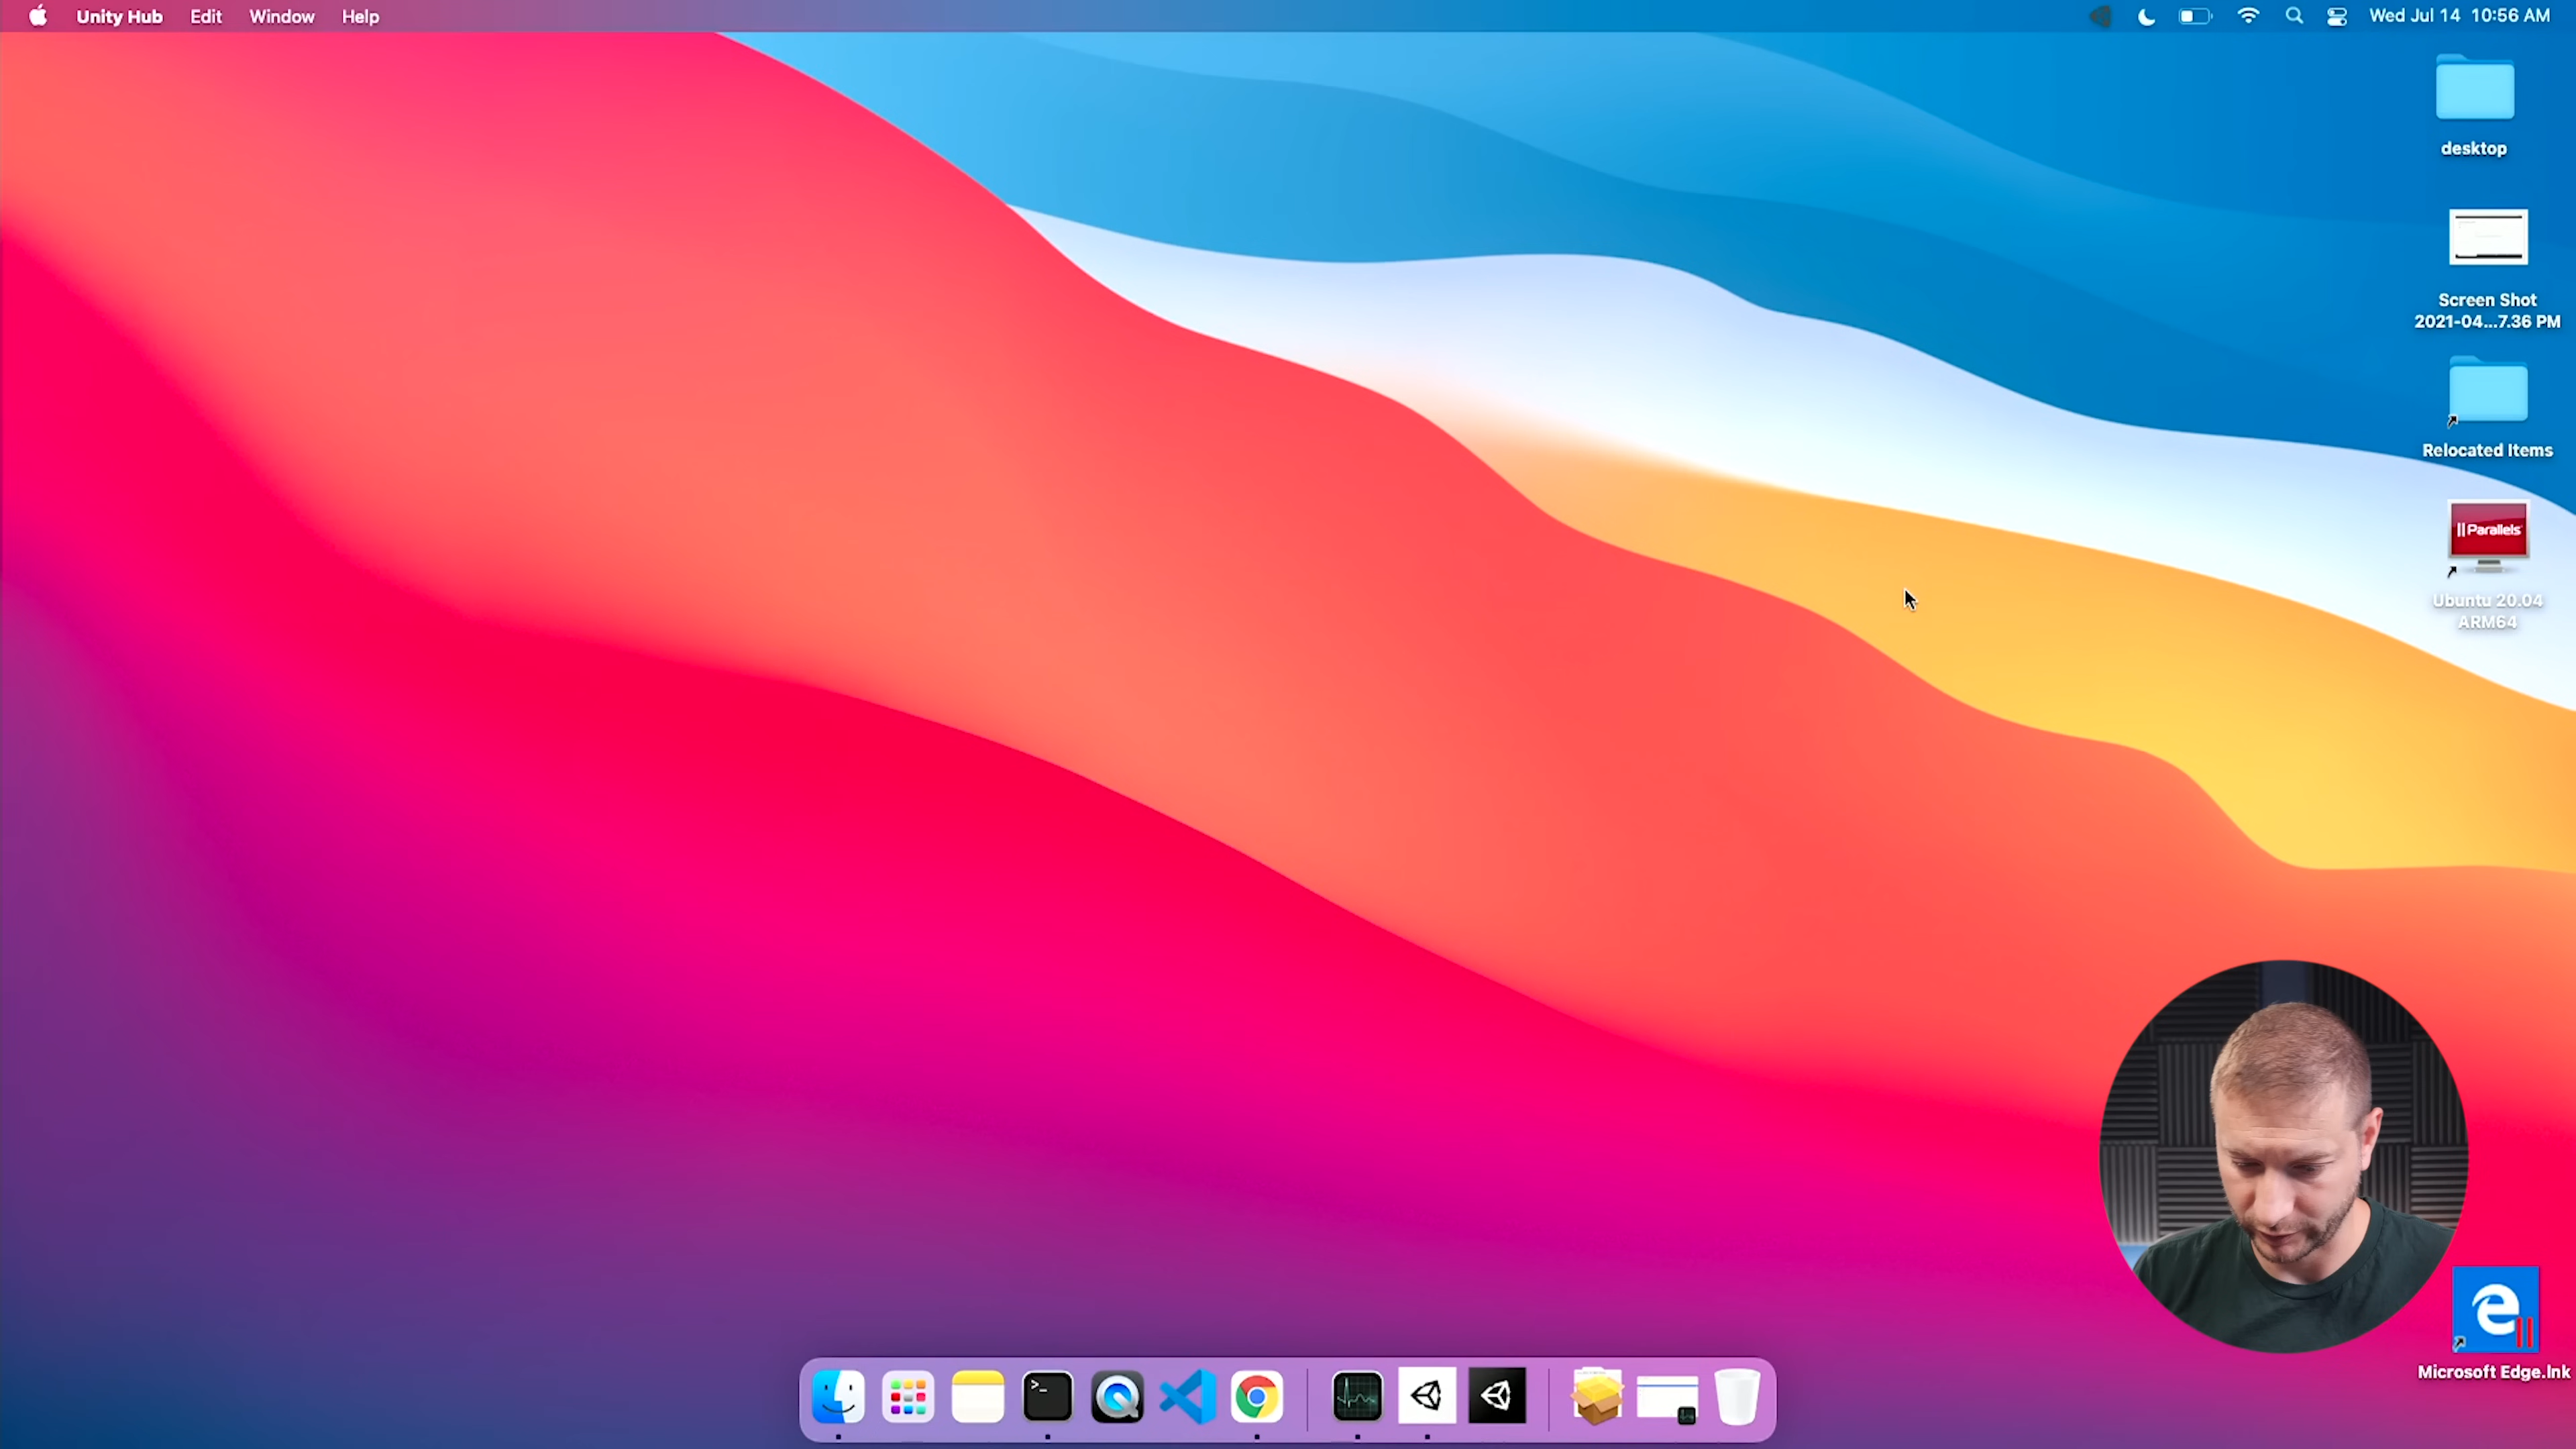 Unity Hub Edit Window Help
Wed Jul 14 10:56 AM
desktop
Screen Shot
2021-04...7.36 PM
Relocated Items
Parallels
Ubuntu 20.04
ARM64
Microsoft Edge.lnk
>_